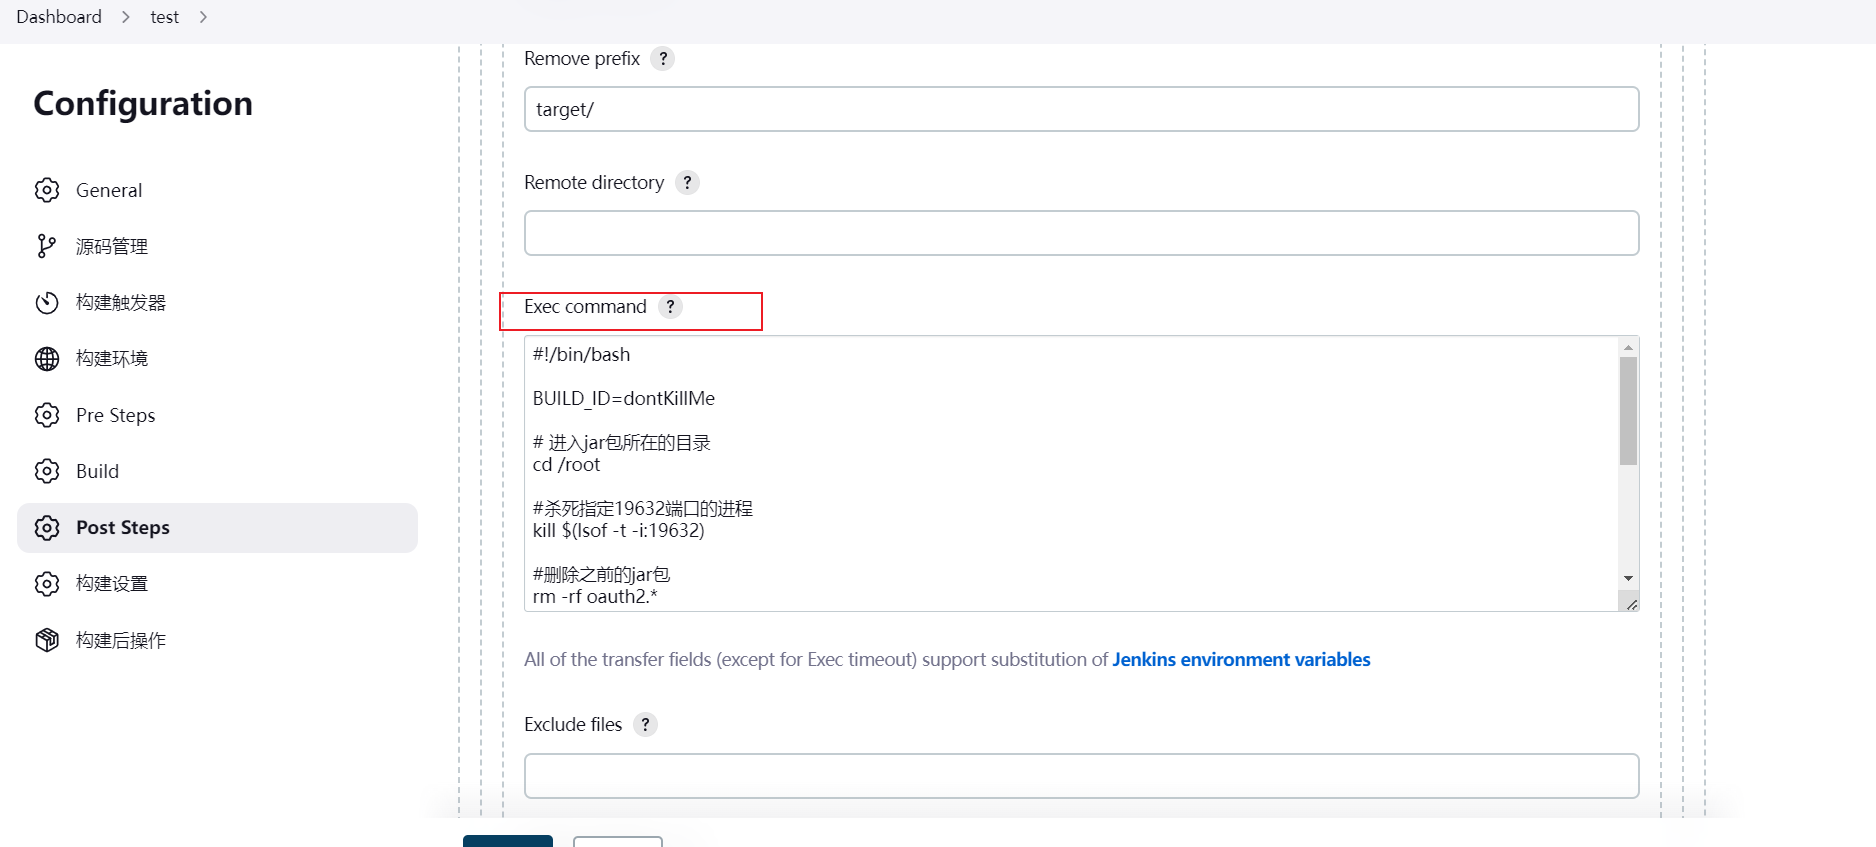 Dashboard > test >
Configuration
General
源码管理
构建触发器
构建环境
Pre Steps
Build
Post Steps
构建设置
构建后操作
Remove prefix ?
target/
Remote directory ?
Exec command ?
#!/bin/bash
BUILD_ID=dontKillMe
# 进入jar包所在的目录
cd /root
#杀死指定19632端口的进程
kill $(lsof -t -i:19632)
#删除之前的jar包
rm -rf oauth2.*
All of the transfer fields (except for Exec timeout) support substitution of Jenkins environment variables
Exclude files ?